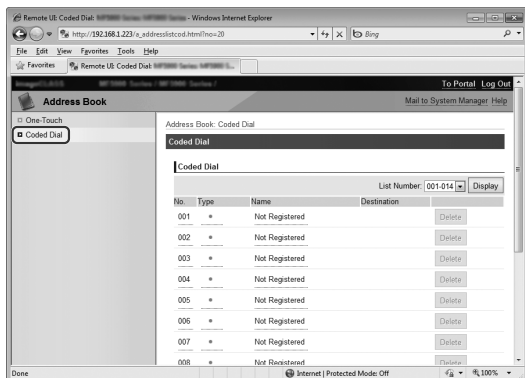 Remote UI: Coded Dial: - Windows Internet Explorer
http://192.168.1.223/a_addresslistcod.html?no=20
Bing
File Edit View Favorites Tools Help
Favorites Remote UI: Coded Dial:
To Portal Log Out
Address Book Mail to System Manager Help
One-Touch
Coded Dial
Address Book: Coded Dial
Coded Dial
Coded Dial
List Number: 001-014 Display
No. Type Name Destination
001 Not Registered Delete
002 Not Registered Delete
003 Not Registered Delete
004 Not Registered Delete
005 Not Registered Delete
006 Not Registered Delete
007 Not Registered Delete
008 Not Registered Delete
Done Internet | Protected Mode: Off 100%